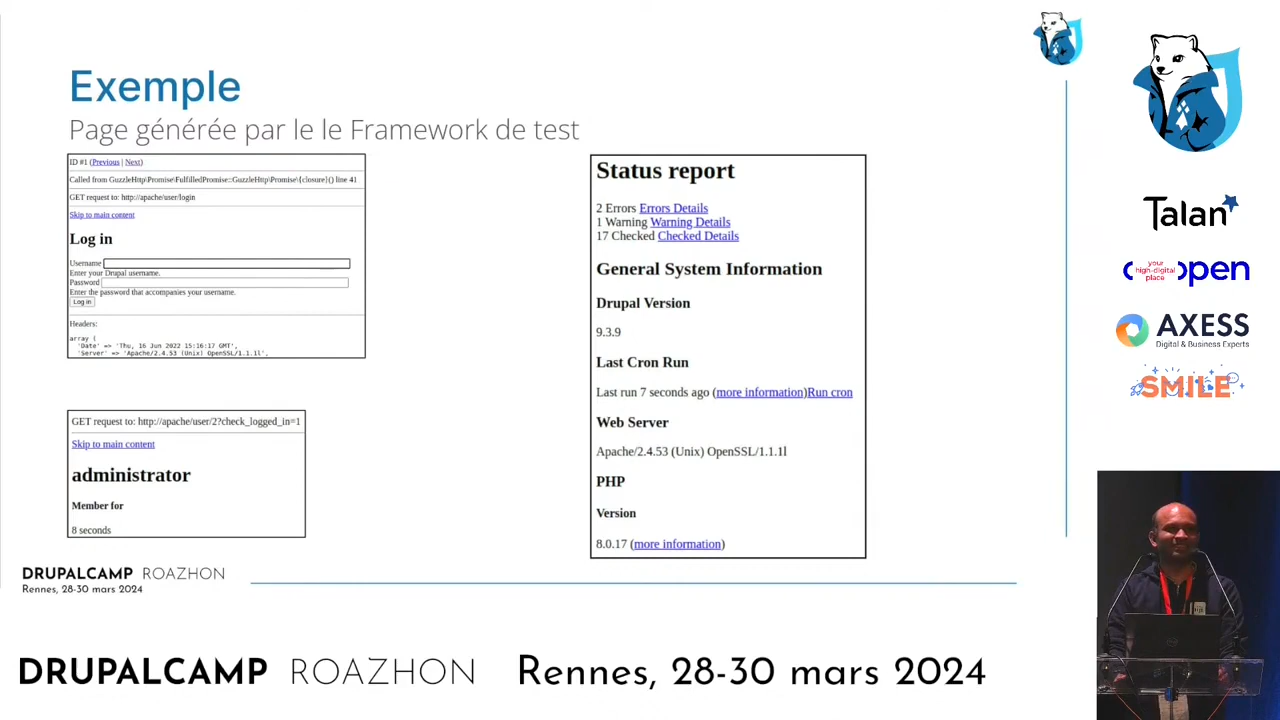 Exemple
Page générée par le le Framework de test
ID #1 (Previous | Next)
Called from GuzzleHttp\Promise\FulfilledPromise::GuzzleHttp\Promise\{closure}() line 41
GET request to: http://apache/user/login
Skip to main content
Log in
Username
Enter your Drupal username.
Password
Enter the password that accompanies your username.
Log in
Headers:
array (
'Date' => 'Thu, 16 Jun 2022 15:16:17 GMT',
'Server' => 'Apache/2.4.53 (Unix) OpenSSL/1.1.1l',
GET request to: http://apache/user/2?check_logged_in=1
Skip to main content
administrator
Member for
8 seconds
Status report
2 Errors Errors Details
1 Warning Warning Details
17 Checked Checked Details
General System Information
Drupal Version
9.3.9
Last Cron Run
Last run 7 seconds ago (more information)Run cron
Web Server
Apache/2.4.53 (Unix) OpenSSL/1.1.1l
PHP
Version
8.0.17 (more information)
DRUPALCAMP ROAZHON
Rennes, 28-30 mars 2024
Talan
your
high-digital
place
open
AXESS
Digital & Business Experts
SMILE
DRUPALCAMP ROAZHON Rennes, 28-30 mars 2024